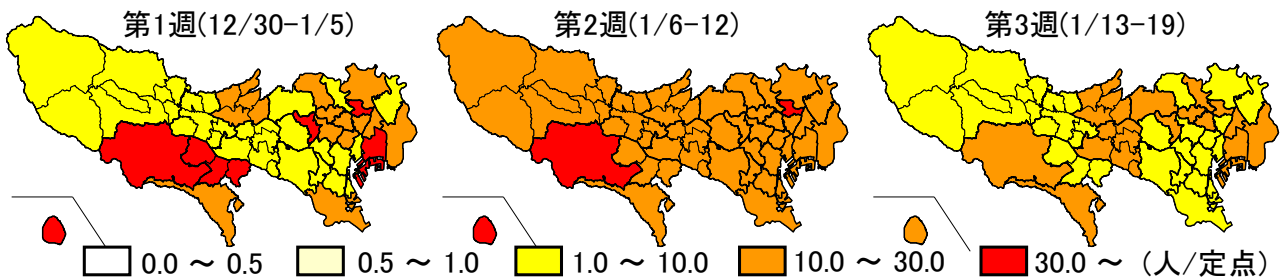 第1週(12/30-1/5) 第2週(1/6-12) 第3週(1/13-19)
0.0 ～ 0.5 0.5 ～ 1.0 1.0 ～ 10.0 10.0 ～ 30.0 30.0 ～ (人/定点)